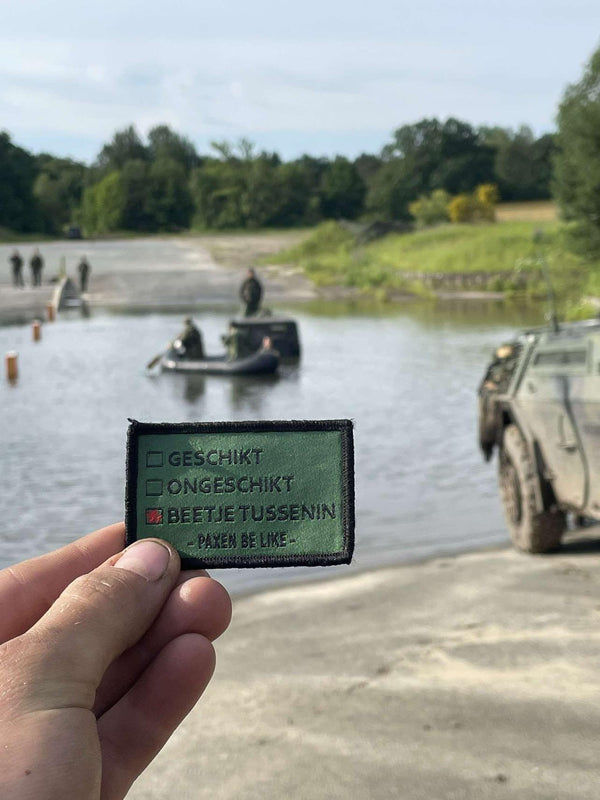 GESCHIKT
ONGESCHIKT
BEETJE TUSSENIN
- PAXEN BE LIKE -